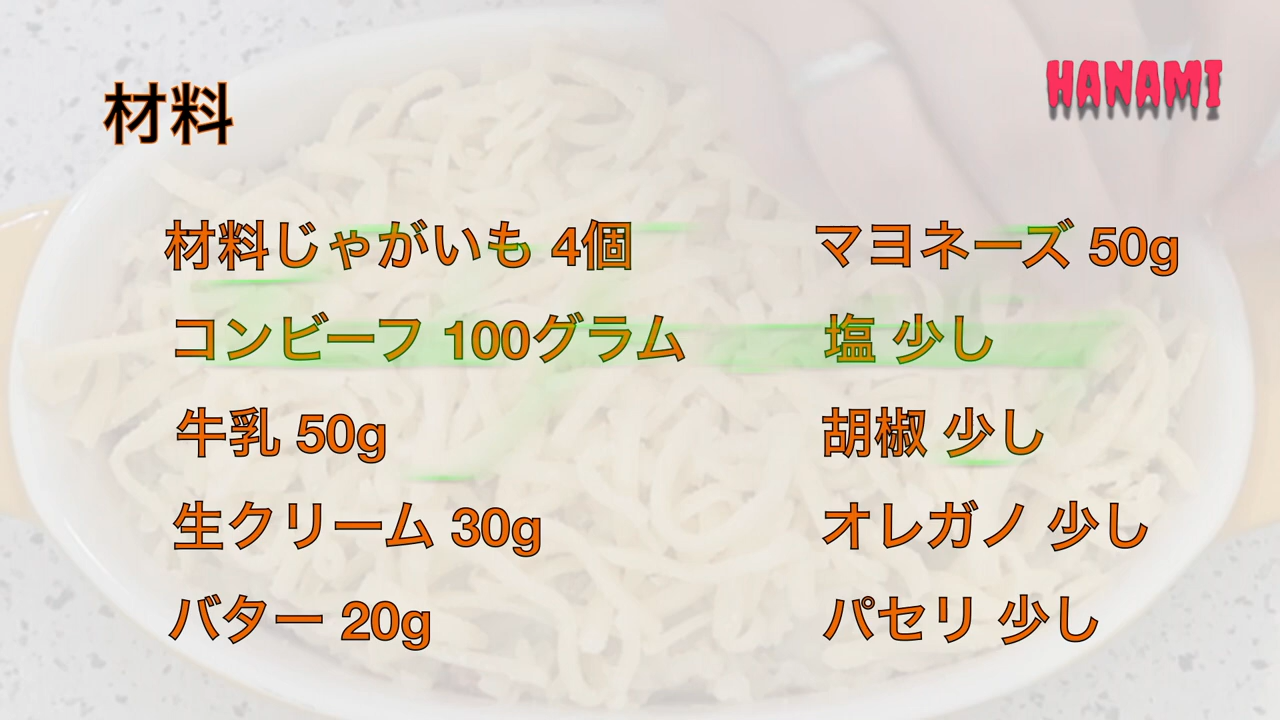 材料
HANAMI
材料じゃがいも 4個
コンビーフ 100グラム
牛乳 50g
生クリーム 30g
バター 20g
マヨネーズ 50g
塩 少し
胡椒 少し
オレガノ 少し
パセリ 少し